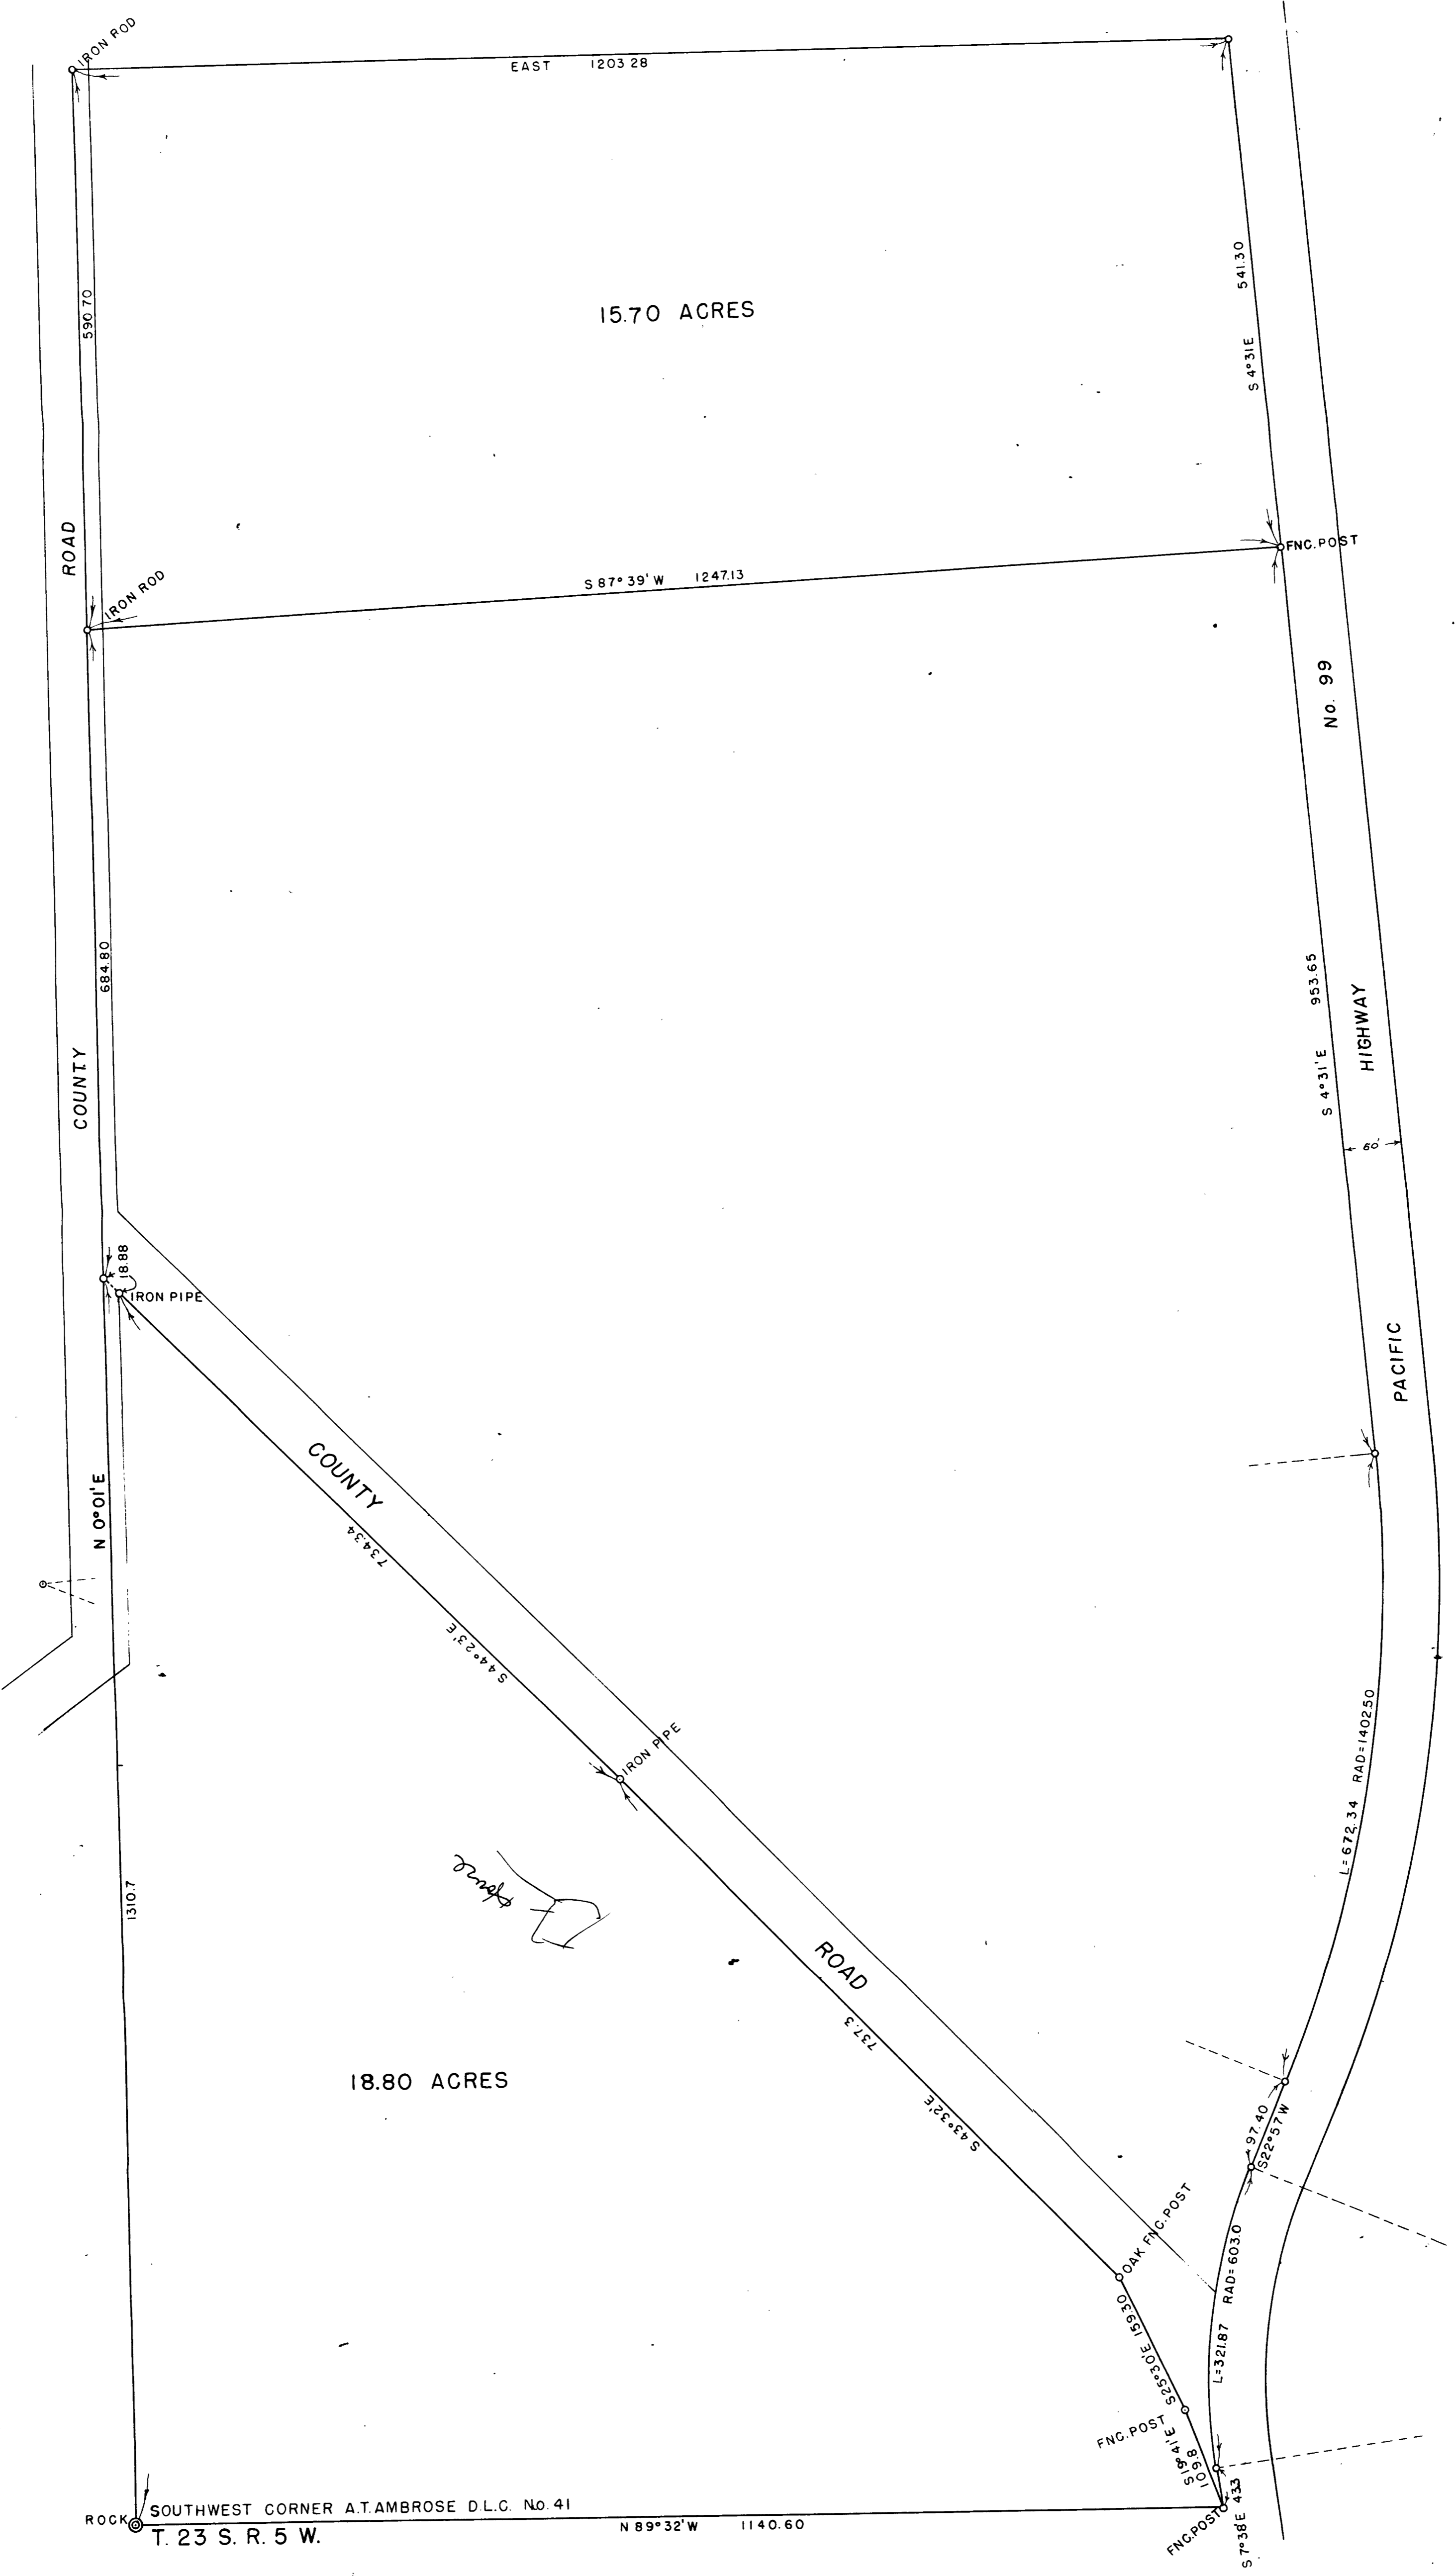 IRON ROD
EAST 1203 28
590 70
541.30
S 4°31E
15.70 ACRES
ROAD
IRON ROD
FNC. POST
S 87° 39' W 1247.13
No. 99
684.80
953.65
S 4°31'E
HIGHWAY
COUNTY
60'
18.88
IRON PIPE
PACIFIC
COUNTY
734.34
N 0°01'E
S 44° 23'E
IRON PIPE
L= 672.34 RAD=1402.50
House
1310.7
ROAD
737.3
18.80 ACRES
S 43° 32'E
97.40
S22°57 W
OAK FNC. POST
L=321.87 RAD=603.0
S25°30'E 159.30
FNC. POST
S19°41'E
109.8
SOUTHWEST CORNER A.T. AMBROSE D.L.C. No. 41
ROCK
T. 23 S. R. 5 W.
N 89°32'W 1140.60
FNC.POST
S 7°38'E 43.3